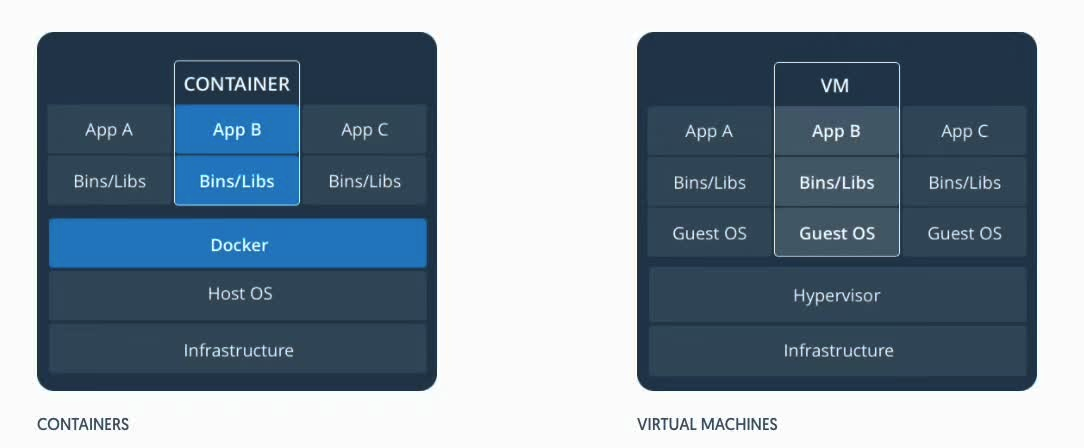 CONTAINER
App A App B App C
Bins/Libs Bins/Libs Bins/Libs
Docker
Host OS
Infrastructure
CONTAINERS
VM
App A App B App C
Bins/Libs Bins/Libs Bins/Libs
Guest OS Guest OS Guest OS
Hypervisor
Infrastructure
VIRTUAL MACHINES